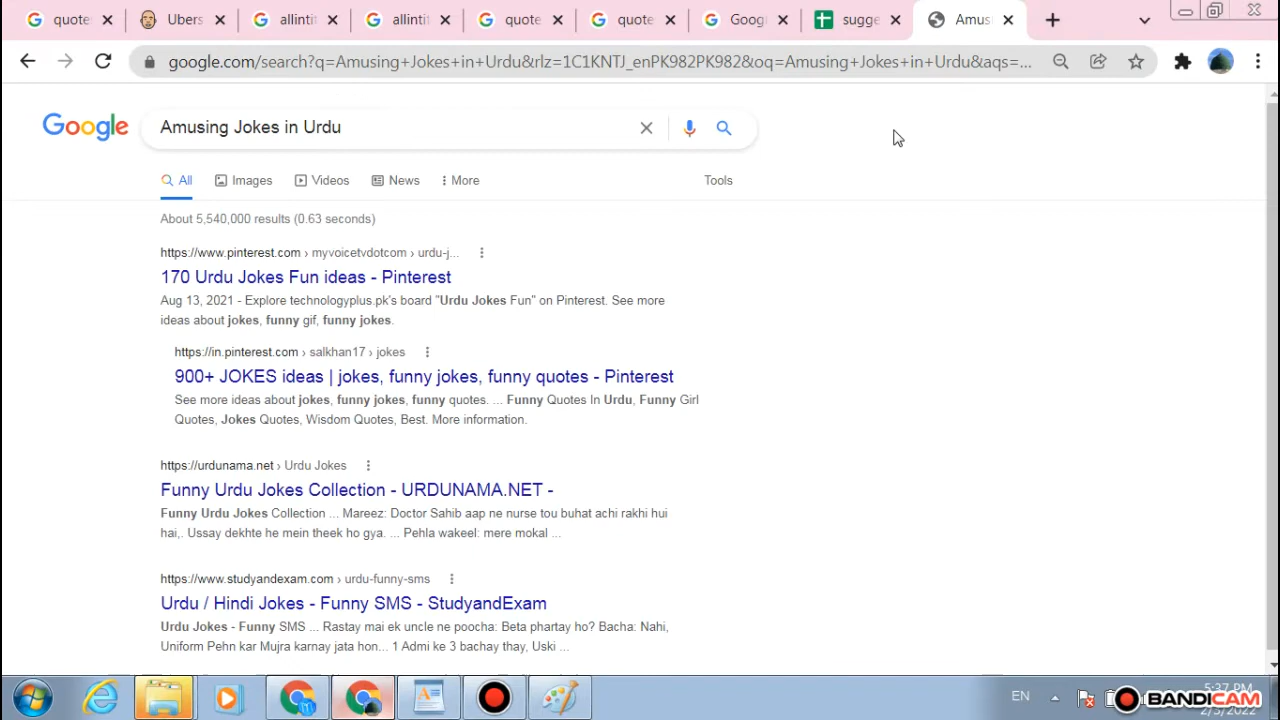 quote
Ubers
allintit
allintit
quote
quote
Googl
sugge
Amus
google.com/search?q=Amusing+Jokes+in+Urdu&rlz=1C1KNTJ_enPK982PK982&oq=Amusing+Jokes+in+Urdu&aqs=...
Google
Amusing Jokes in Urdu
All
Images
Videos
News
More
Tools
About 5,540,000 results (0.63 seconds)
https://www.pinterest.com › myvoicetvdotcom › urdu-j...
170 Urdu Jokes Fun ideas - Pinterest
Aug 13, 2021 - Explore technologyplus.pk's board "Urdu Jokes Fun" on Pinterest. See more
ideas about jokes, funny gif, funny jokes.
https://in.pinterest.com › salkhan17 › jokes
900+ JOKES ideas | jokes, funny jokes, funny quotes - Pinterest
See more ideas about jokes, funny jokes, funny quotes. ... Funny Quotes In Urdu, Funny Girl
Quotes, Jokes Quotes, Wisdom Quotes, Best. More information.
https://urdunama.net › Urdu Jokes
Funny Urdu Jokes Collection - URDUNAMA.NET -
Funny Urdu Jokes Collection ... Mareez: Doctor Sahib aap ne nurse tou buhat achi rakhi hui
hai,. Ussay dekhte he mein theek ho gya. ... Pehla wakeel: mere mokal ...
https://www.studyandexam.com › urdu-funny-sms
Urdu / Hindi Jokes - Funny SMS - StudyandExam
Urdu Jokes - Funny SMS ... Rastay mai ek uncle ne poocha: Beta phartay ho? Bacha: Nahi,
Uniform Pehn kar Mujra karnay jata hon... 1 Admi ke 3 bachay thay, Uski ...
EN
5:37 PM
BANDICAM
2/5/2022